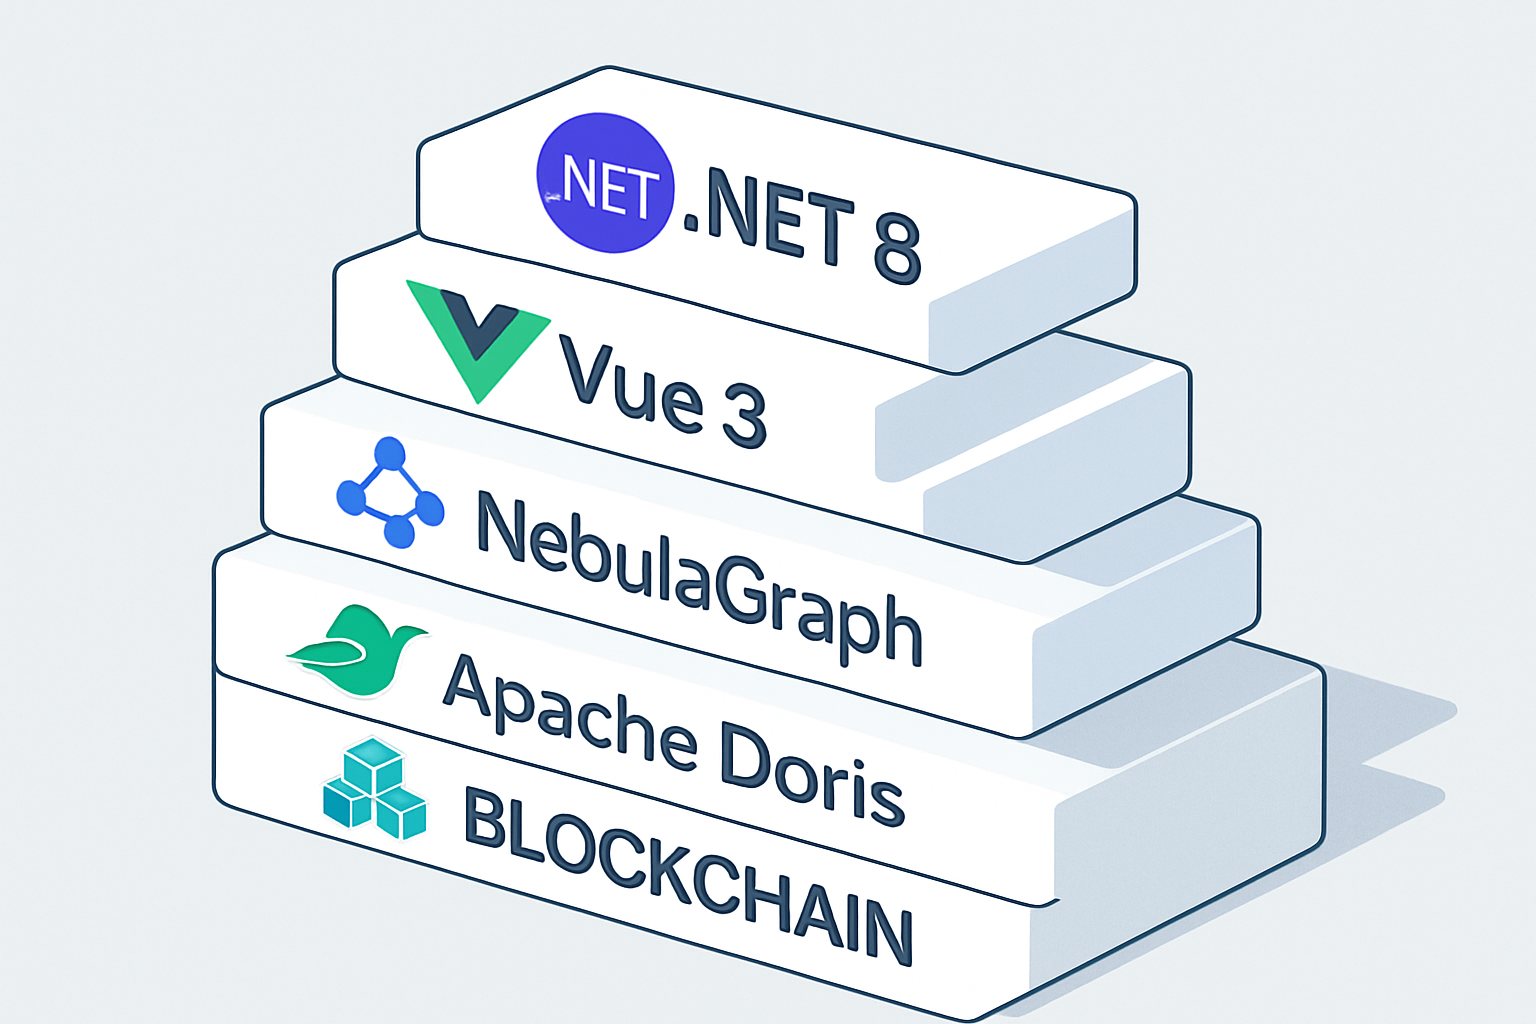 NET .NET 8
Vue 3
NebulaGraph
Apache Doris
BLOCKCHAIN